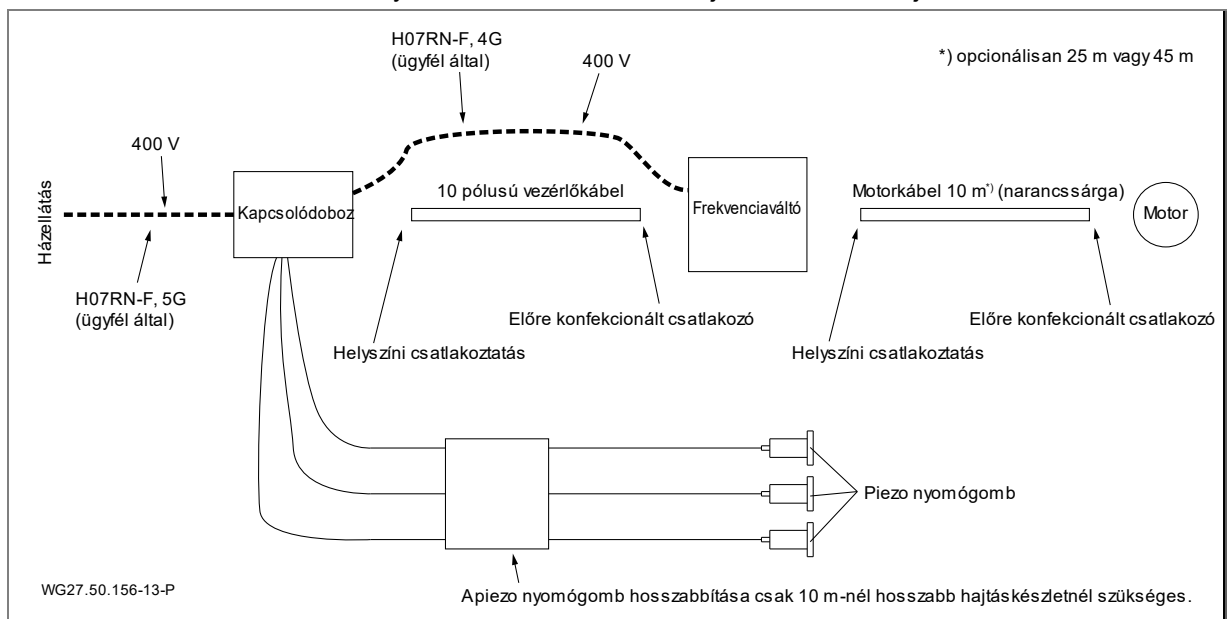 H07RN-F, 4G
(ügyfél által)
400 V
*) opcionálisan 25 m vagy 45 m
400 V
Házellátás
Kapcsolódoboz
10 pólusú vezérlőkábel
Frekvenciaváltó
Motorkábel 10 m*) (narancssárga)
Motor
H07RN-F, 5G
(ügyfél által)
Előre konfekcionált csatlakozó
Előre konfekcionált csatlakozó
Helyszíni csatlakoztatás
Helyszíni csatlakoztatás
Piezo nyomógomb
WG27.50.156-13-P
Apiezo nyomógomb hosszabbítása csak 10 m-nél hosszabb hajtáskészletnél szükséges.